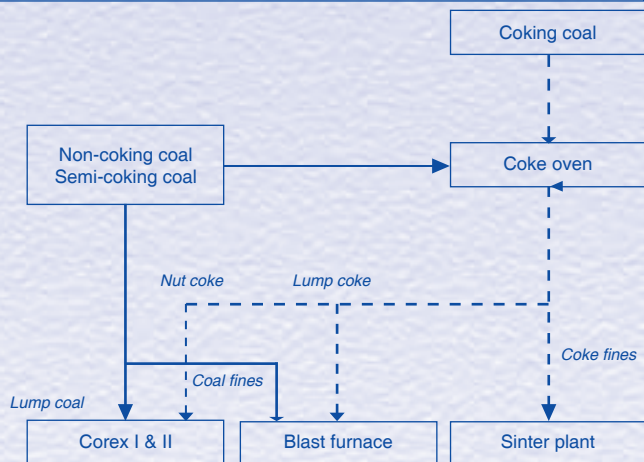 Coking coal
Non-coking coal
Semi-coking coal
Coke oven
Nut coke
Lump coke
Coke fines
Coal fines
Lump coal
Corex I & II
Blast furnace
Sinter plant